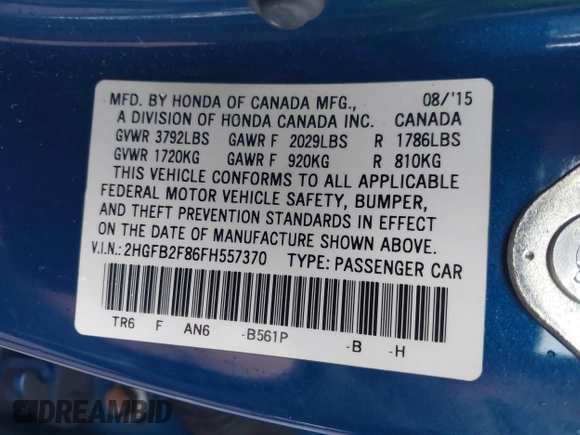 MFD. BY HONDA OF CANADA MFG., 08/'15
A DIVISION OF HONDA CANADA INC. CANADA
GVWR 3792LBS GAWR F 2029LBS R 1786LBS
GVWR 1720KG GAWR F 920KG R 810KG
THIS VEHICLE CONFORMS TO ALL APPLICABLE
FEDERAL MOTOR VEHICLE SAFETY, BUMPER,
AND THEFT PREVENTION STANDARDS IN EFFECT
ON THE DATE OF MANUFACTURE SHOWN ABOVE.
V.I.N.: 2HGFB2F86FH557370 TYPE: PASSENGER CAR
TR6 F AN6 -B561P -B -H
DREAMBID